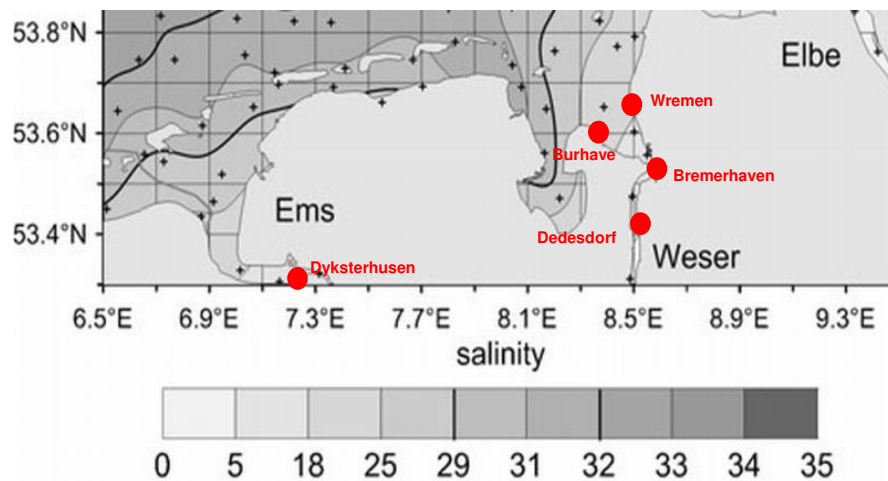 53.8°N
Elbe
Wremen
53.6°N
Burhave
Bremerhaven
Ems
53.4°N
Dedesdorf
Weser
Dyksterhusen
6.5°E 6.9°E 7.3°E 7.7°E 8.1°E 8.5°E 8.9°E 9.3°E
salinity
0 5 18 25 29 31 32 33 34 35